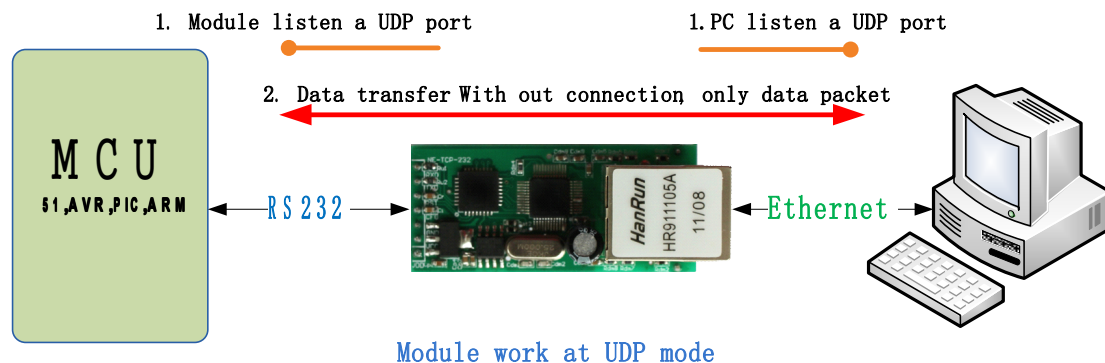 1. Module listen a UDP port
1. PC listen a UDP port
2. Data transfer With out connection, only data packet
MCU
51,AVR,PIC,ARM
RS232
HanRun
HR911105A
11/08
Ethernet
Module work at UDP mode